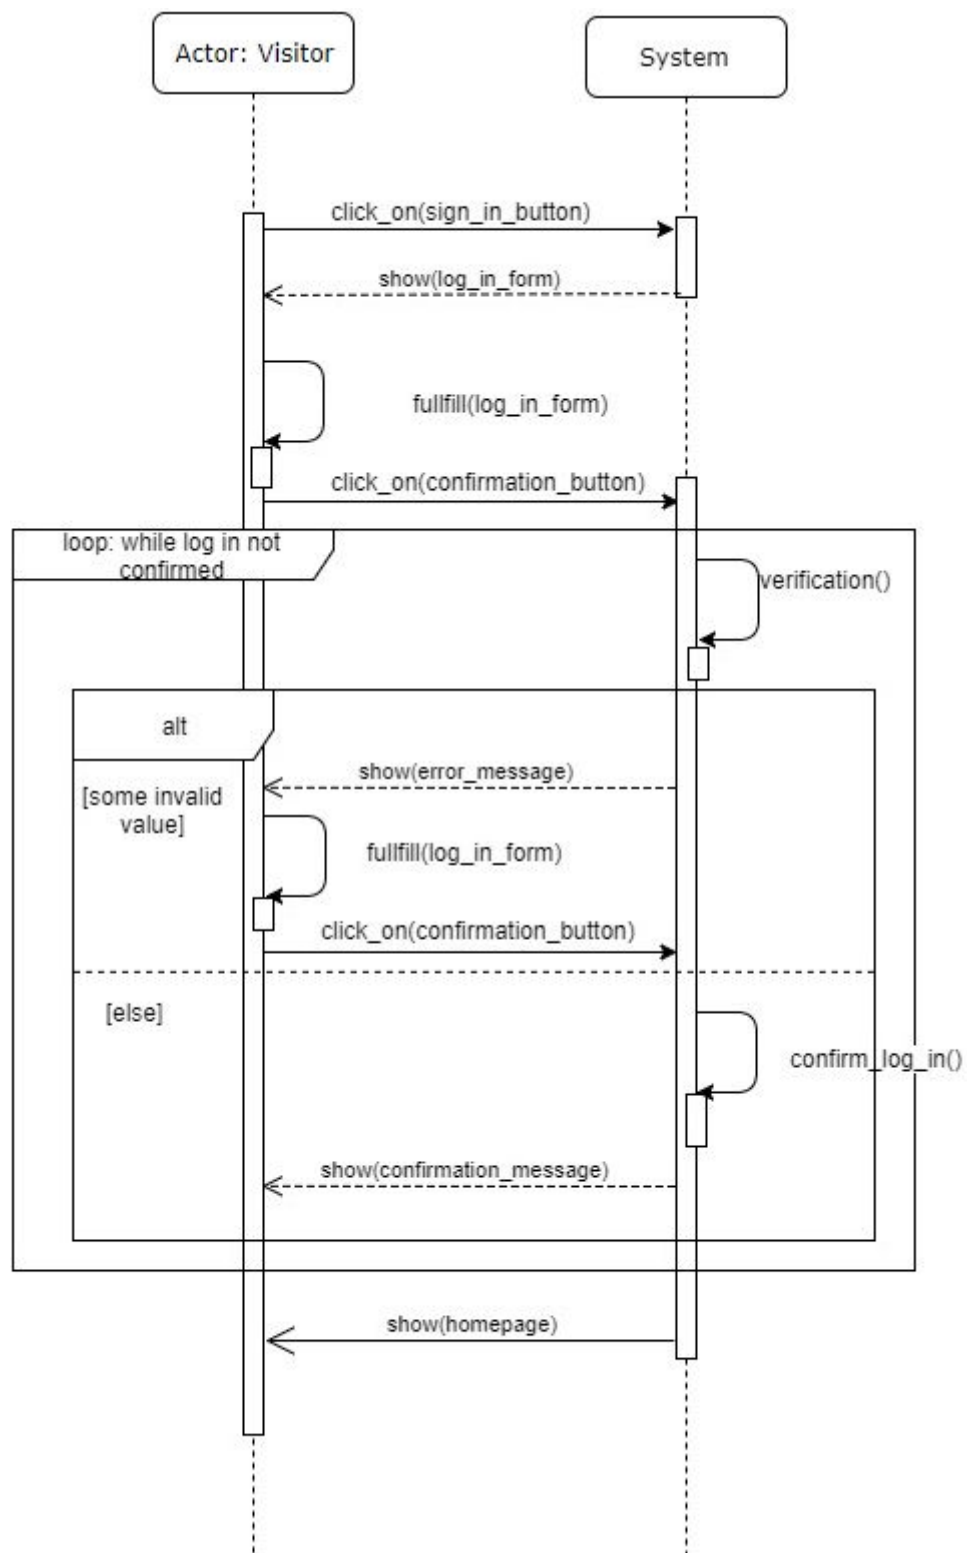 Actor: Visitor
System
click_on(sign_in_button)
show(log_in_form)
fullfill(log_in_form)
click_on(confirmation_button)
loop: while log in not
confirmed
verification()
alt
show(error_message)
[some invalid
value]
fullfill(log_in_form)
click_on(confirmation_button)
[else]
confirm_log_in()
show(confirmation_message)
show(homepage)